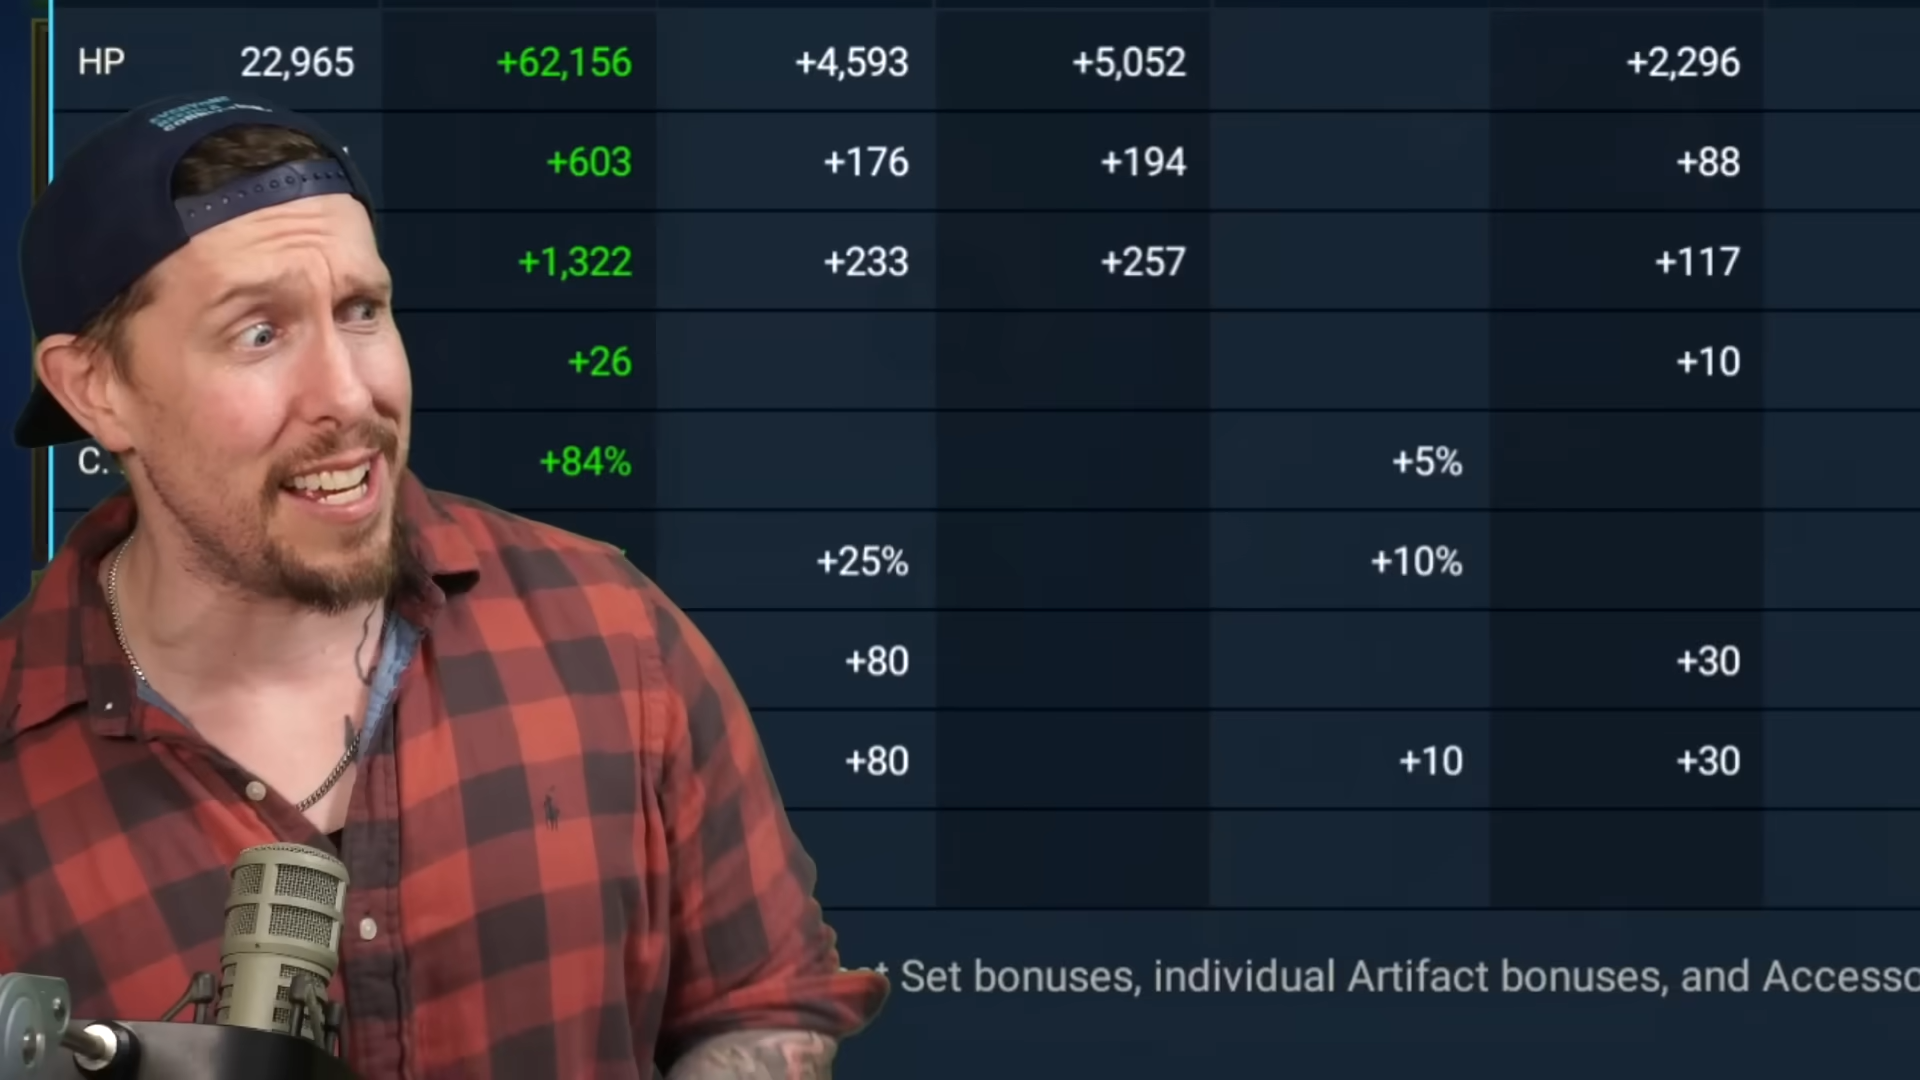 HP 22,965 +62,156 +4,593 +5,052 +2,296
+603 +176 +194 +88
+1,322 +233 +257 +117
+26 +10
C. +84% +5%
+25% +10%
+80 +30
+80 +10 +30
Set bonuses, individual Artifact bonuses, and Accesso